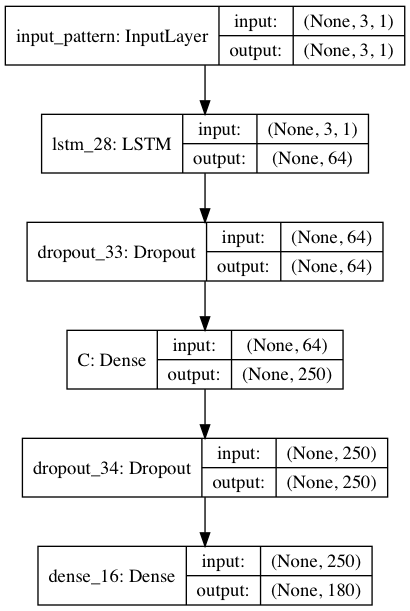 input_pattern: InputLayer
input: (None, 3, 1)
output: (None, 3, 1)
lstm_28: LSTM
input: (None, 3, 1)
output: (None, 64)
dropout_33: Dropout
input: (None, 64)
output: (None, 64)
C: Dense
input: (None, 64)
output: (None, 250)
dropout_34: Dropout
input: (None, 250)
output: (None, 250)
dense_16: Dense
input: (None, 250)
output: (None, 180)